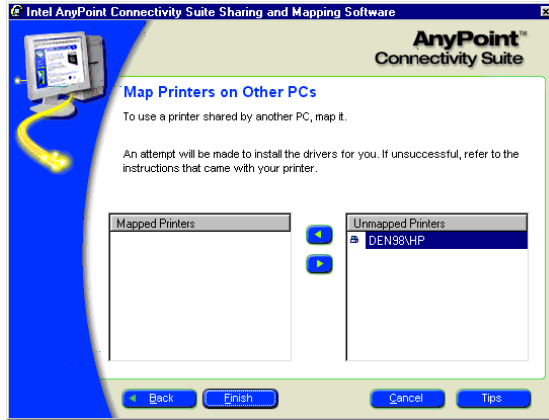 Intel AnyPoint Connectivity Suite Sharing and Mapping Software
AnyPoint™
Connectivity Suite
Map Printers on Other PCs
To use a printer shared by another PC, map it.
An attempt will be made to install the drivers for you. If unsuccessful, refer to the
instructions that came with your printer.
Mapped Printers
Unmapped Printers
DEN98\HP
Back
Finish
Cancel
Tips